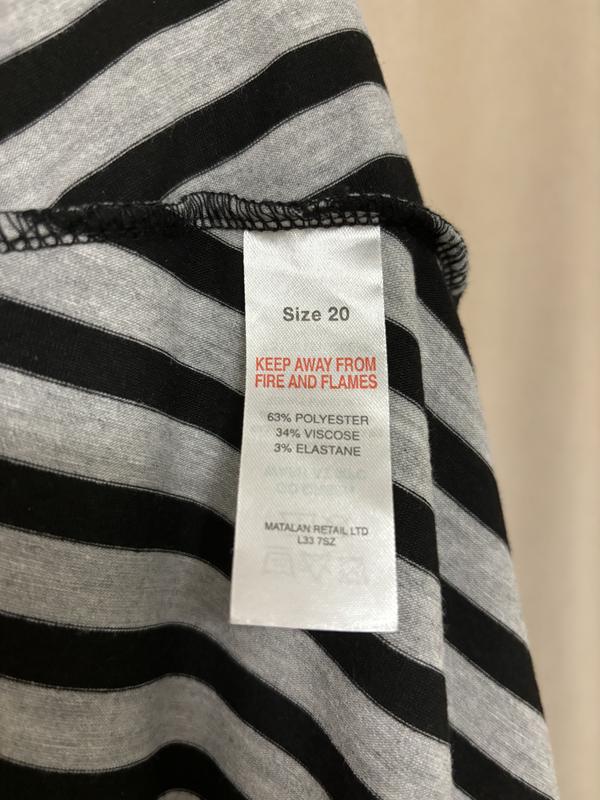 Size 20
KEEP AWAY FROM
FIRE AND FLAMES
63% POLYESTER
34% VISCOSE
3% ELASTANE
MATALAN RETAIL LTD
L33 7SZ